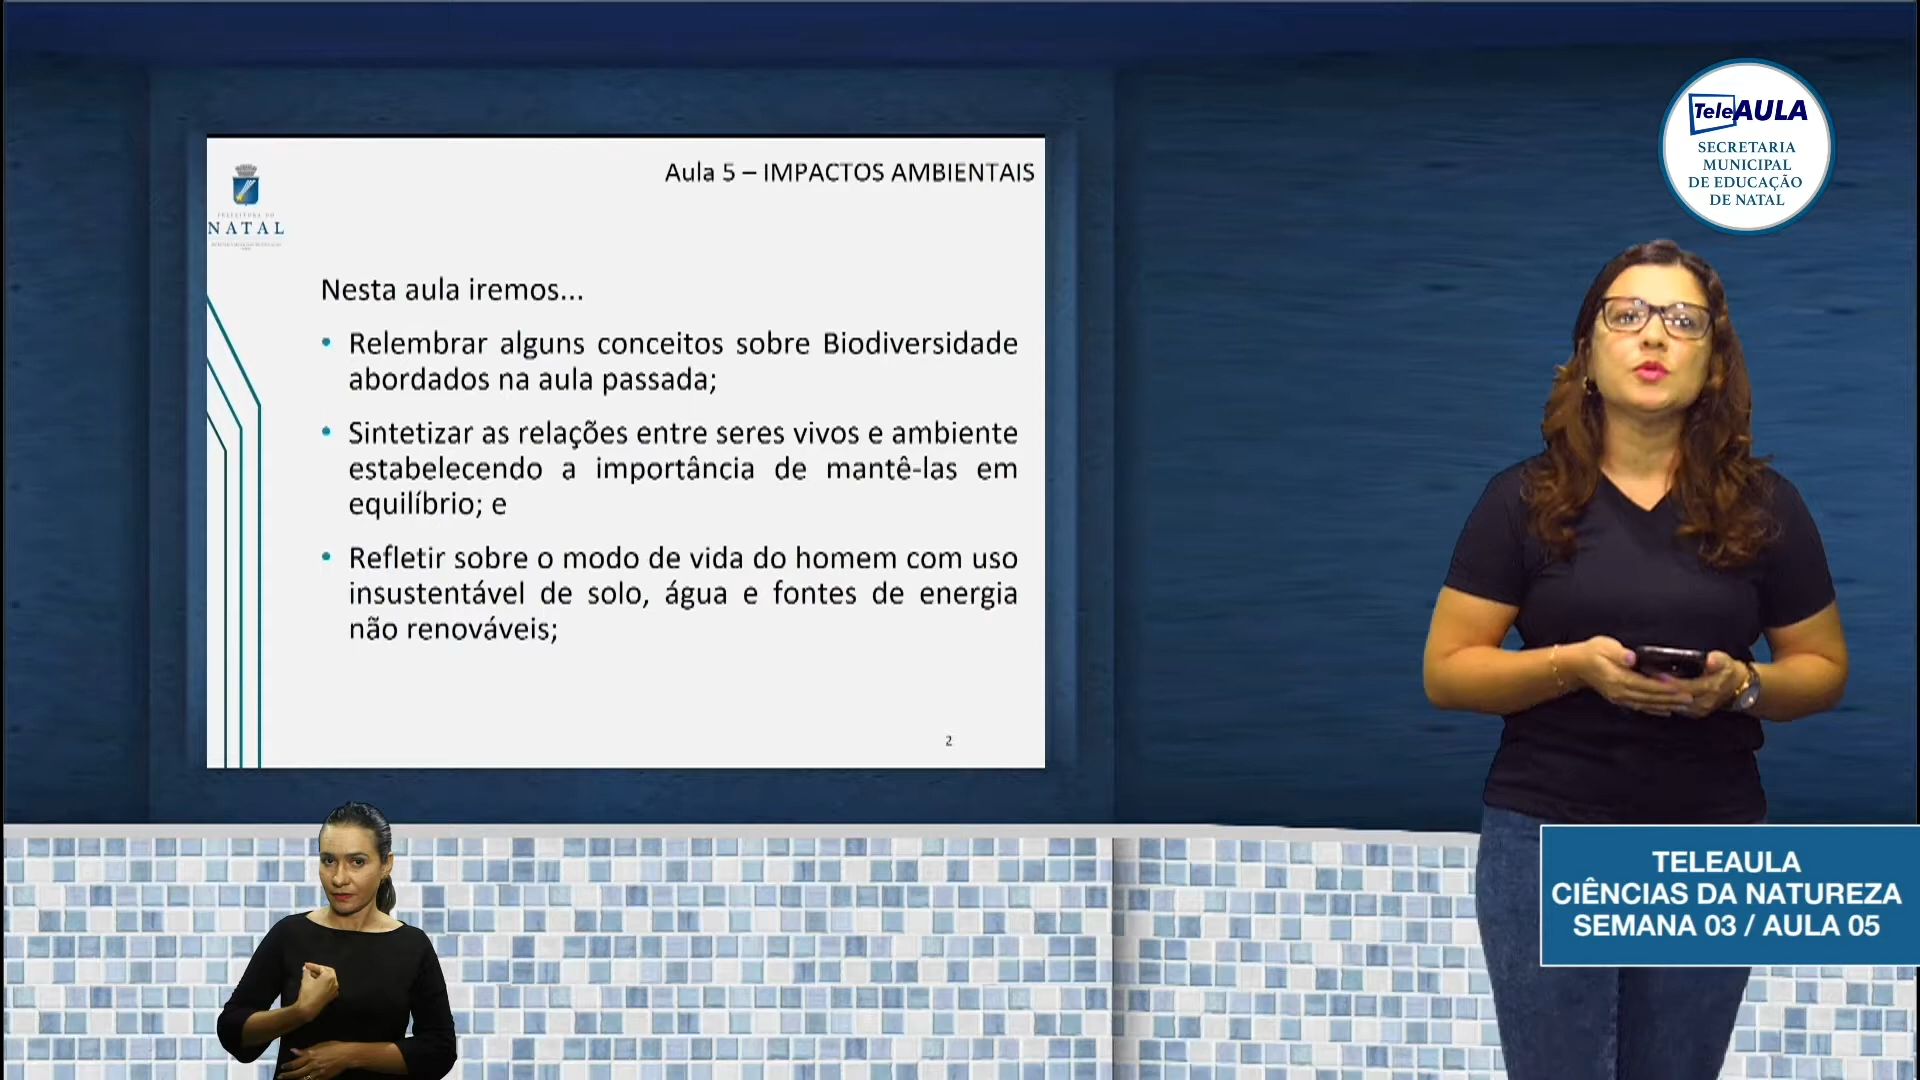 TeleAULA
SECRETARIA
MUNICIPAL
DE EDUCAÇÃO
DE NATAL
Aula 5 – IMPACTOS AMBIENTAIS
PREFEITURA DO
NATAL
Nesta aula iremos...
• Relembrar alguns conceitos sobre Biodiversidade
abordados na aula passada;
• Sintetizar as relações entre seres vivos e ambiente
estabelecendo a importância de mantê-las em
equilíbrio; e
• Refletir sobre o modo de vida do homem com uso
insustentável de solo, água e fontes de energia
não renováveis;
2
TELEAULA
CIÊNCIAS DA NATUREZA
SEMANA 03 / AULA 05